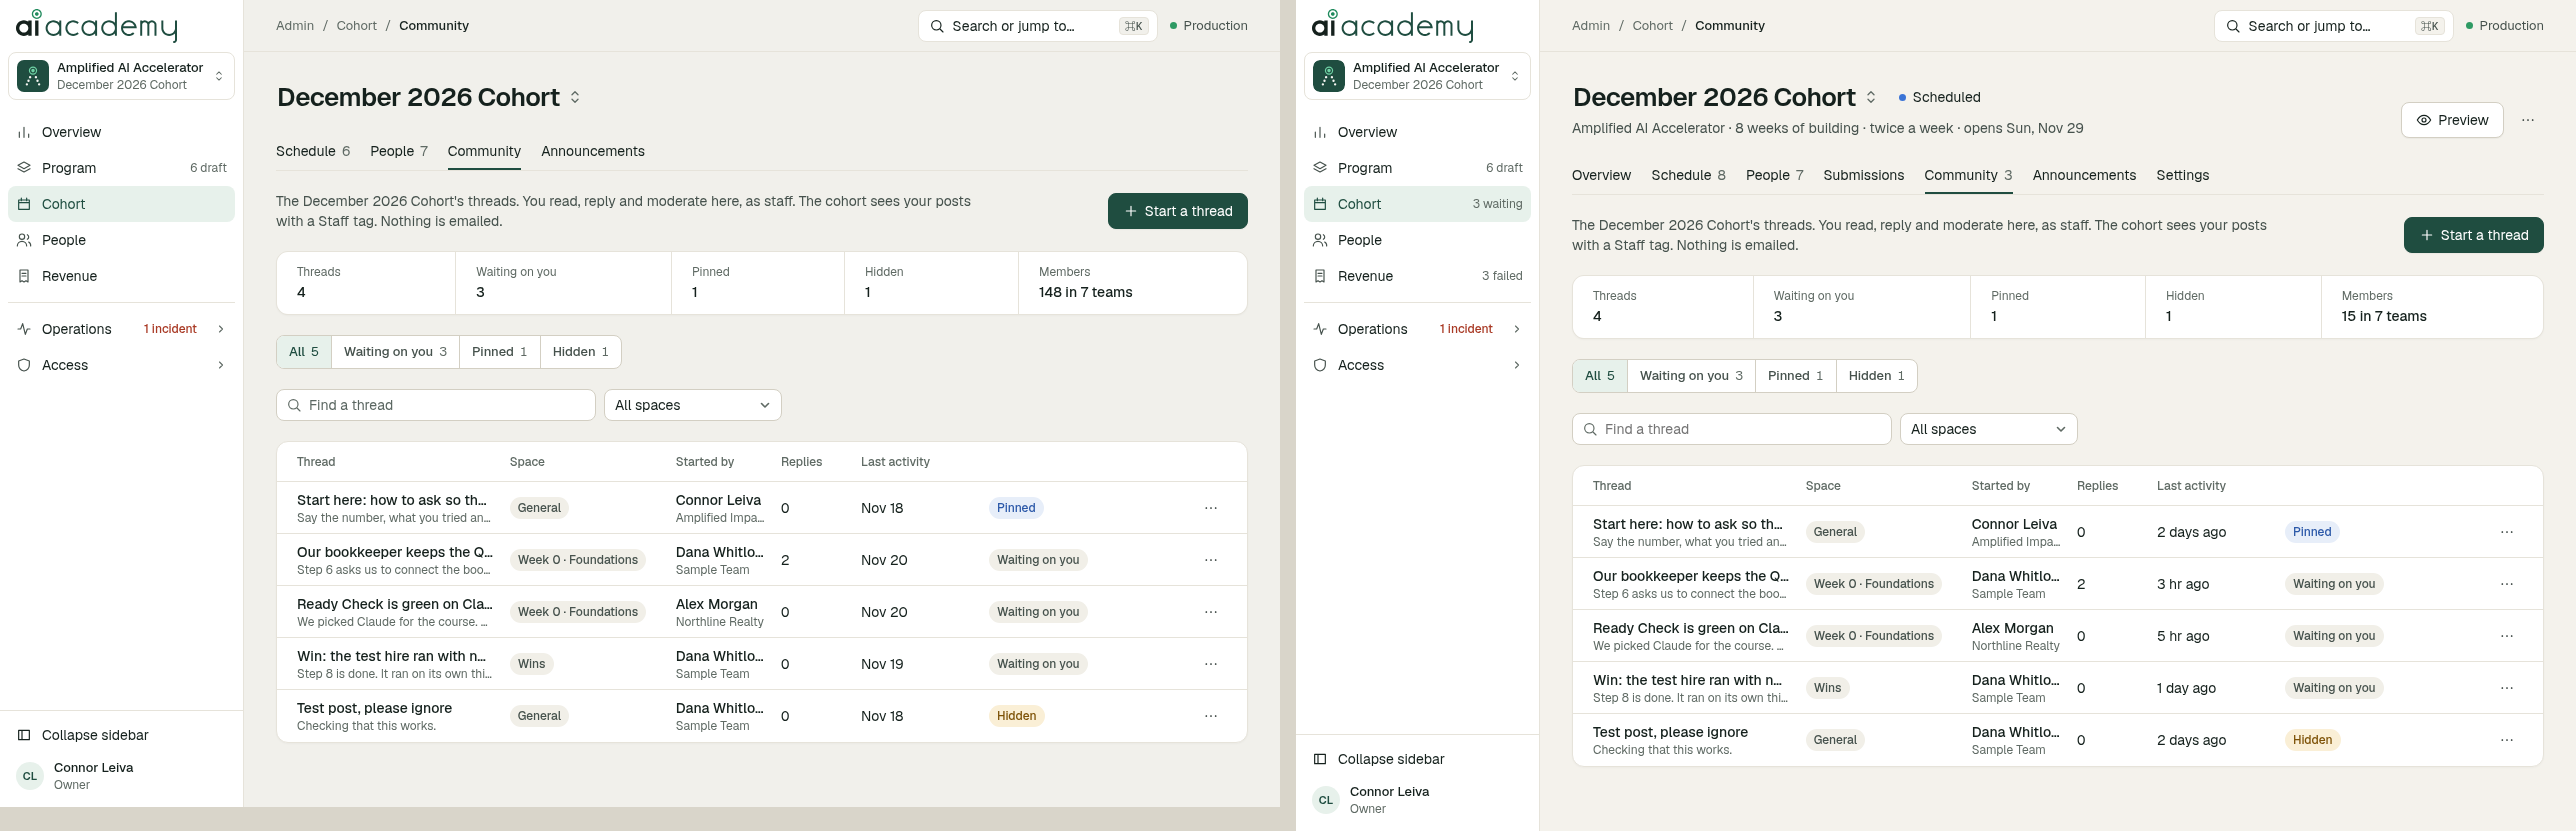 ai academy
Amplified AI Accelerator
December 2026 Cohort
Overview
Program 6 draft
Cohort
People
Revenue
Operations 1 incident
Access
Collapse sidebar
CL
Connor Leiva
Owner
Admin / Cohort / Community
Search or jump to... ⌘K
Production
December 2026 Cohort
Schedule 6 People 7 Community Announcements
The December 2026 Cohort's threads. You read, reply and moderate here, as staff. The cohort sees your posts
with a Staff tag. Nothing is emailed.
+ Start a thread
Threads Waiting on you Pinned Hidden Members
4 3 1 1 148 in 7 teams
All 5 Waiting on you 3 Pinned 1 Hidden 1
Find a thread All spaces
Thread Space Started by Replies Last activity
Start here: how to ask so th... General Connor Leiva 0 Nov 18 Pinned ...
Say the number, what you tried an... Amplified Impa...
Our bookkeeper keeps the Q... Week 0 · Foundations Dana Whitlo... 2 Nov 20 Waiting on you ...
Step 6 asks us to connect the boo... Sample Team
Ready Check is green on Cla... Week 0 · Foundations Alex Morgan 0 Nov 20 Waiting on you ...
We picked Claude for the course. ... Northline Realty
Win: the test hire ran with n... Wins Dana Whitlo... 0 Nov 19 Waiting on you ...
Step 8 is done. It ran on its own thi... Sample Team
Test post, please ignore General Dana Whitlo... 0 Nov 18 Hidden ...
Checking that this works. Sample Team
ai academy
Amplified AI Accelerator
December 2026 Cohort
Overview
Program 6 draft
Cohort 3 waiting
People
Revenue 3 failed
Operations 1 incident
Access
Collapse sidebar
CL
Connor Leiva
Owner
Admin / Cohort / Community
Search or jump to... ⌘K
Production
December 2026 Cohort Scheduled
Amplified AI Accelerator · 8 weeks of building · twice a week · opens Sun, Nov 29
Preview ...
Overview Schedule 8 People 7 Submissions Community 3 Announcements Settings
The December 2026 Cohort's threads. You read, reply and moderate here, as staff. The cohort sees your posts
with a Staff tag. Nothing is emailed.
+ Start a thread
Threads Waiting on you Pinned Hidden Members
4 3 1 1 15 in 7 teams
All 5 Waiting on you 3 Pinned 1 Hidden 1
Find a thread All spaces
Thread Space Started by Replies Last activity
Start here: how to ask so th... General Connor Leiva 0 2 days ago Pinned ...
Say the number, what you tried an... Amplified Impa...
Our bookkeeper keeps the Q... Week 0 · Foundations Dana Whitlo... 2 3 hr ago Waiting on you ...
Step 6 asks us to connect the boo... Sample Team
Ready Check is green on Cla... Week 0 · Foundations Alex Morgan 0 5 hr ago Waiting on you ...
We picked Claude for the course. ... Northline Realty
Win: the test hire ran with n... Wins Dana Whitlo... 0 1 day ago Waiting on you ...
Step 8 is done. It ran on its own thi... Sample Team
Test post, please ignore General Dana Whitlo... 0 2 days ago Hidden ...
Checking that this works. Sample Team